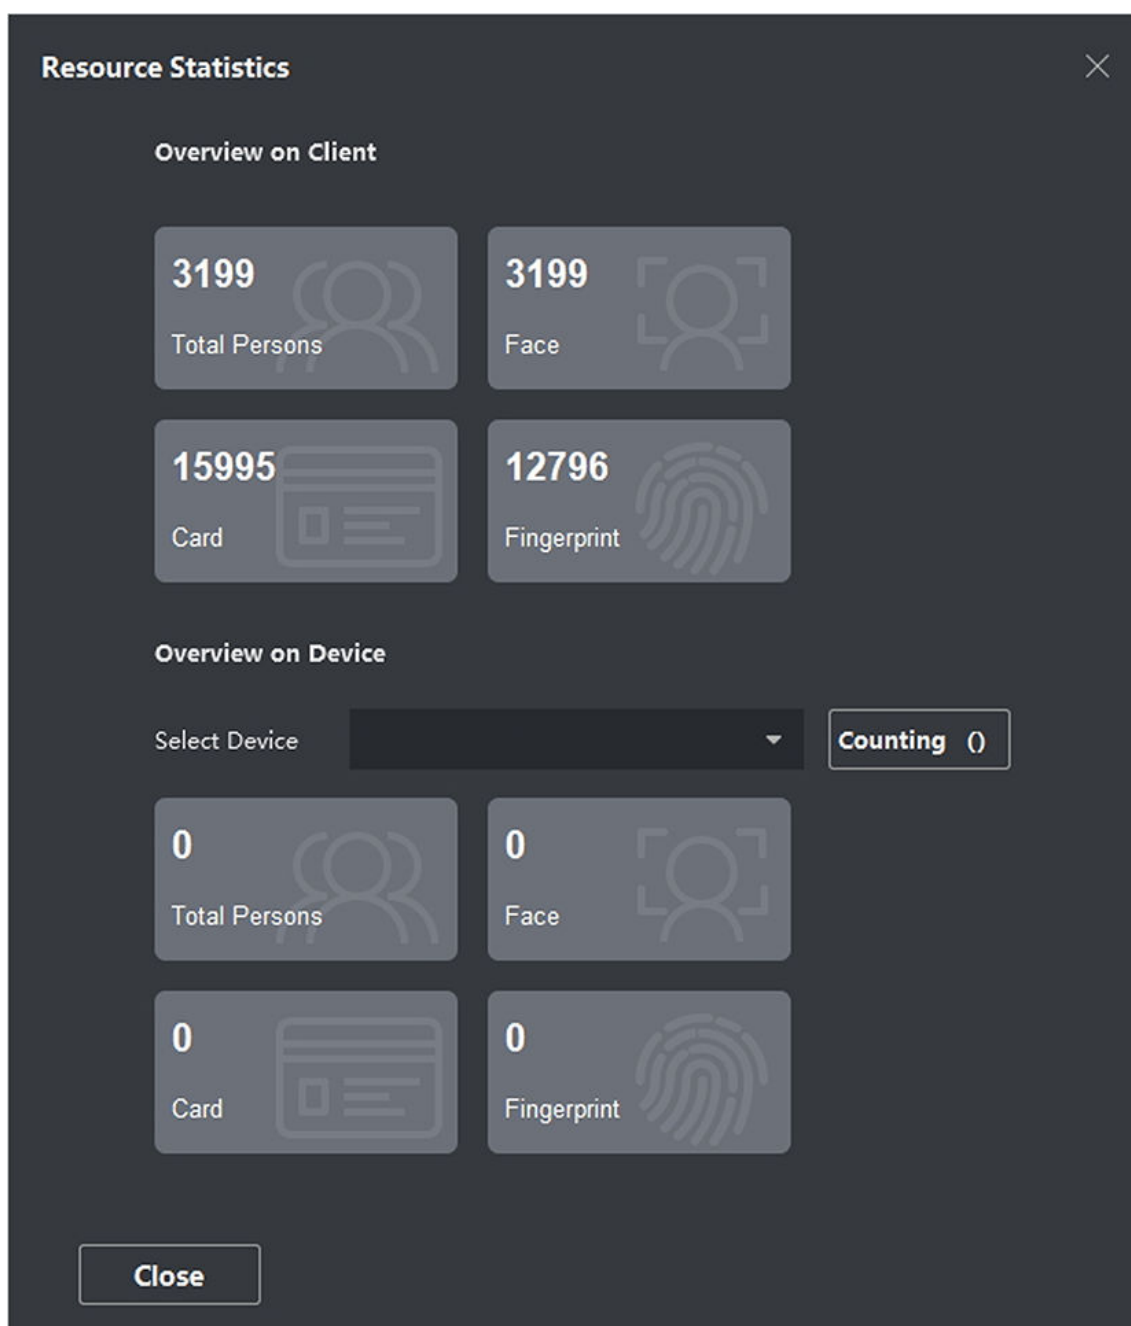 Resource Statistics
Overview on Client
3199
Total Persons
3199
Face
15995
Card
12796
Fingerprint
Overview on Device
Select Device
Counting ()
0
Total Persons
0
Face
0
Card
0
Fingerprint
Close